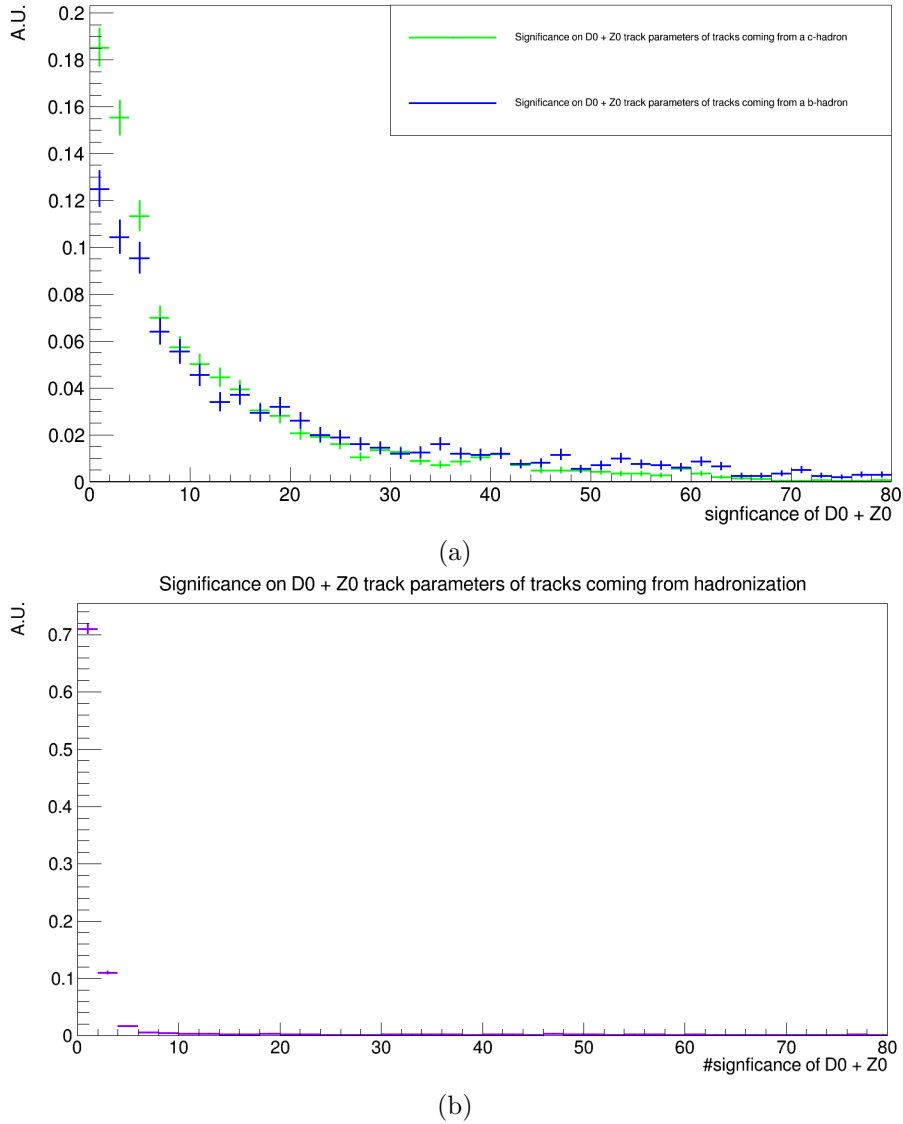 A.U.
0.2
0.18
0.16
0.14
0.12
0.1
0.08
0.06
0.04
0.02
0
Significance on D0 + Z0 track parameters of tracks coming from a c-hadron
Significance on D0 + Z0 track parameters of tracks coming from a b-hadron
0 10 20 30 40 50 60 70 80
signficance of D0 + Z0
(a)
Significance on D0 + Z0 track parameters of tracks coming from hadronization
A.U.
0.7
0.6
0.5
0.4
0.3
0.2
0.1
0
0 10 20 30 40 50 60 70 80
#signficance of D0 + Z0
(b)